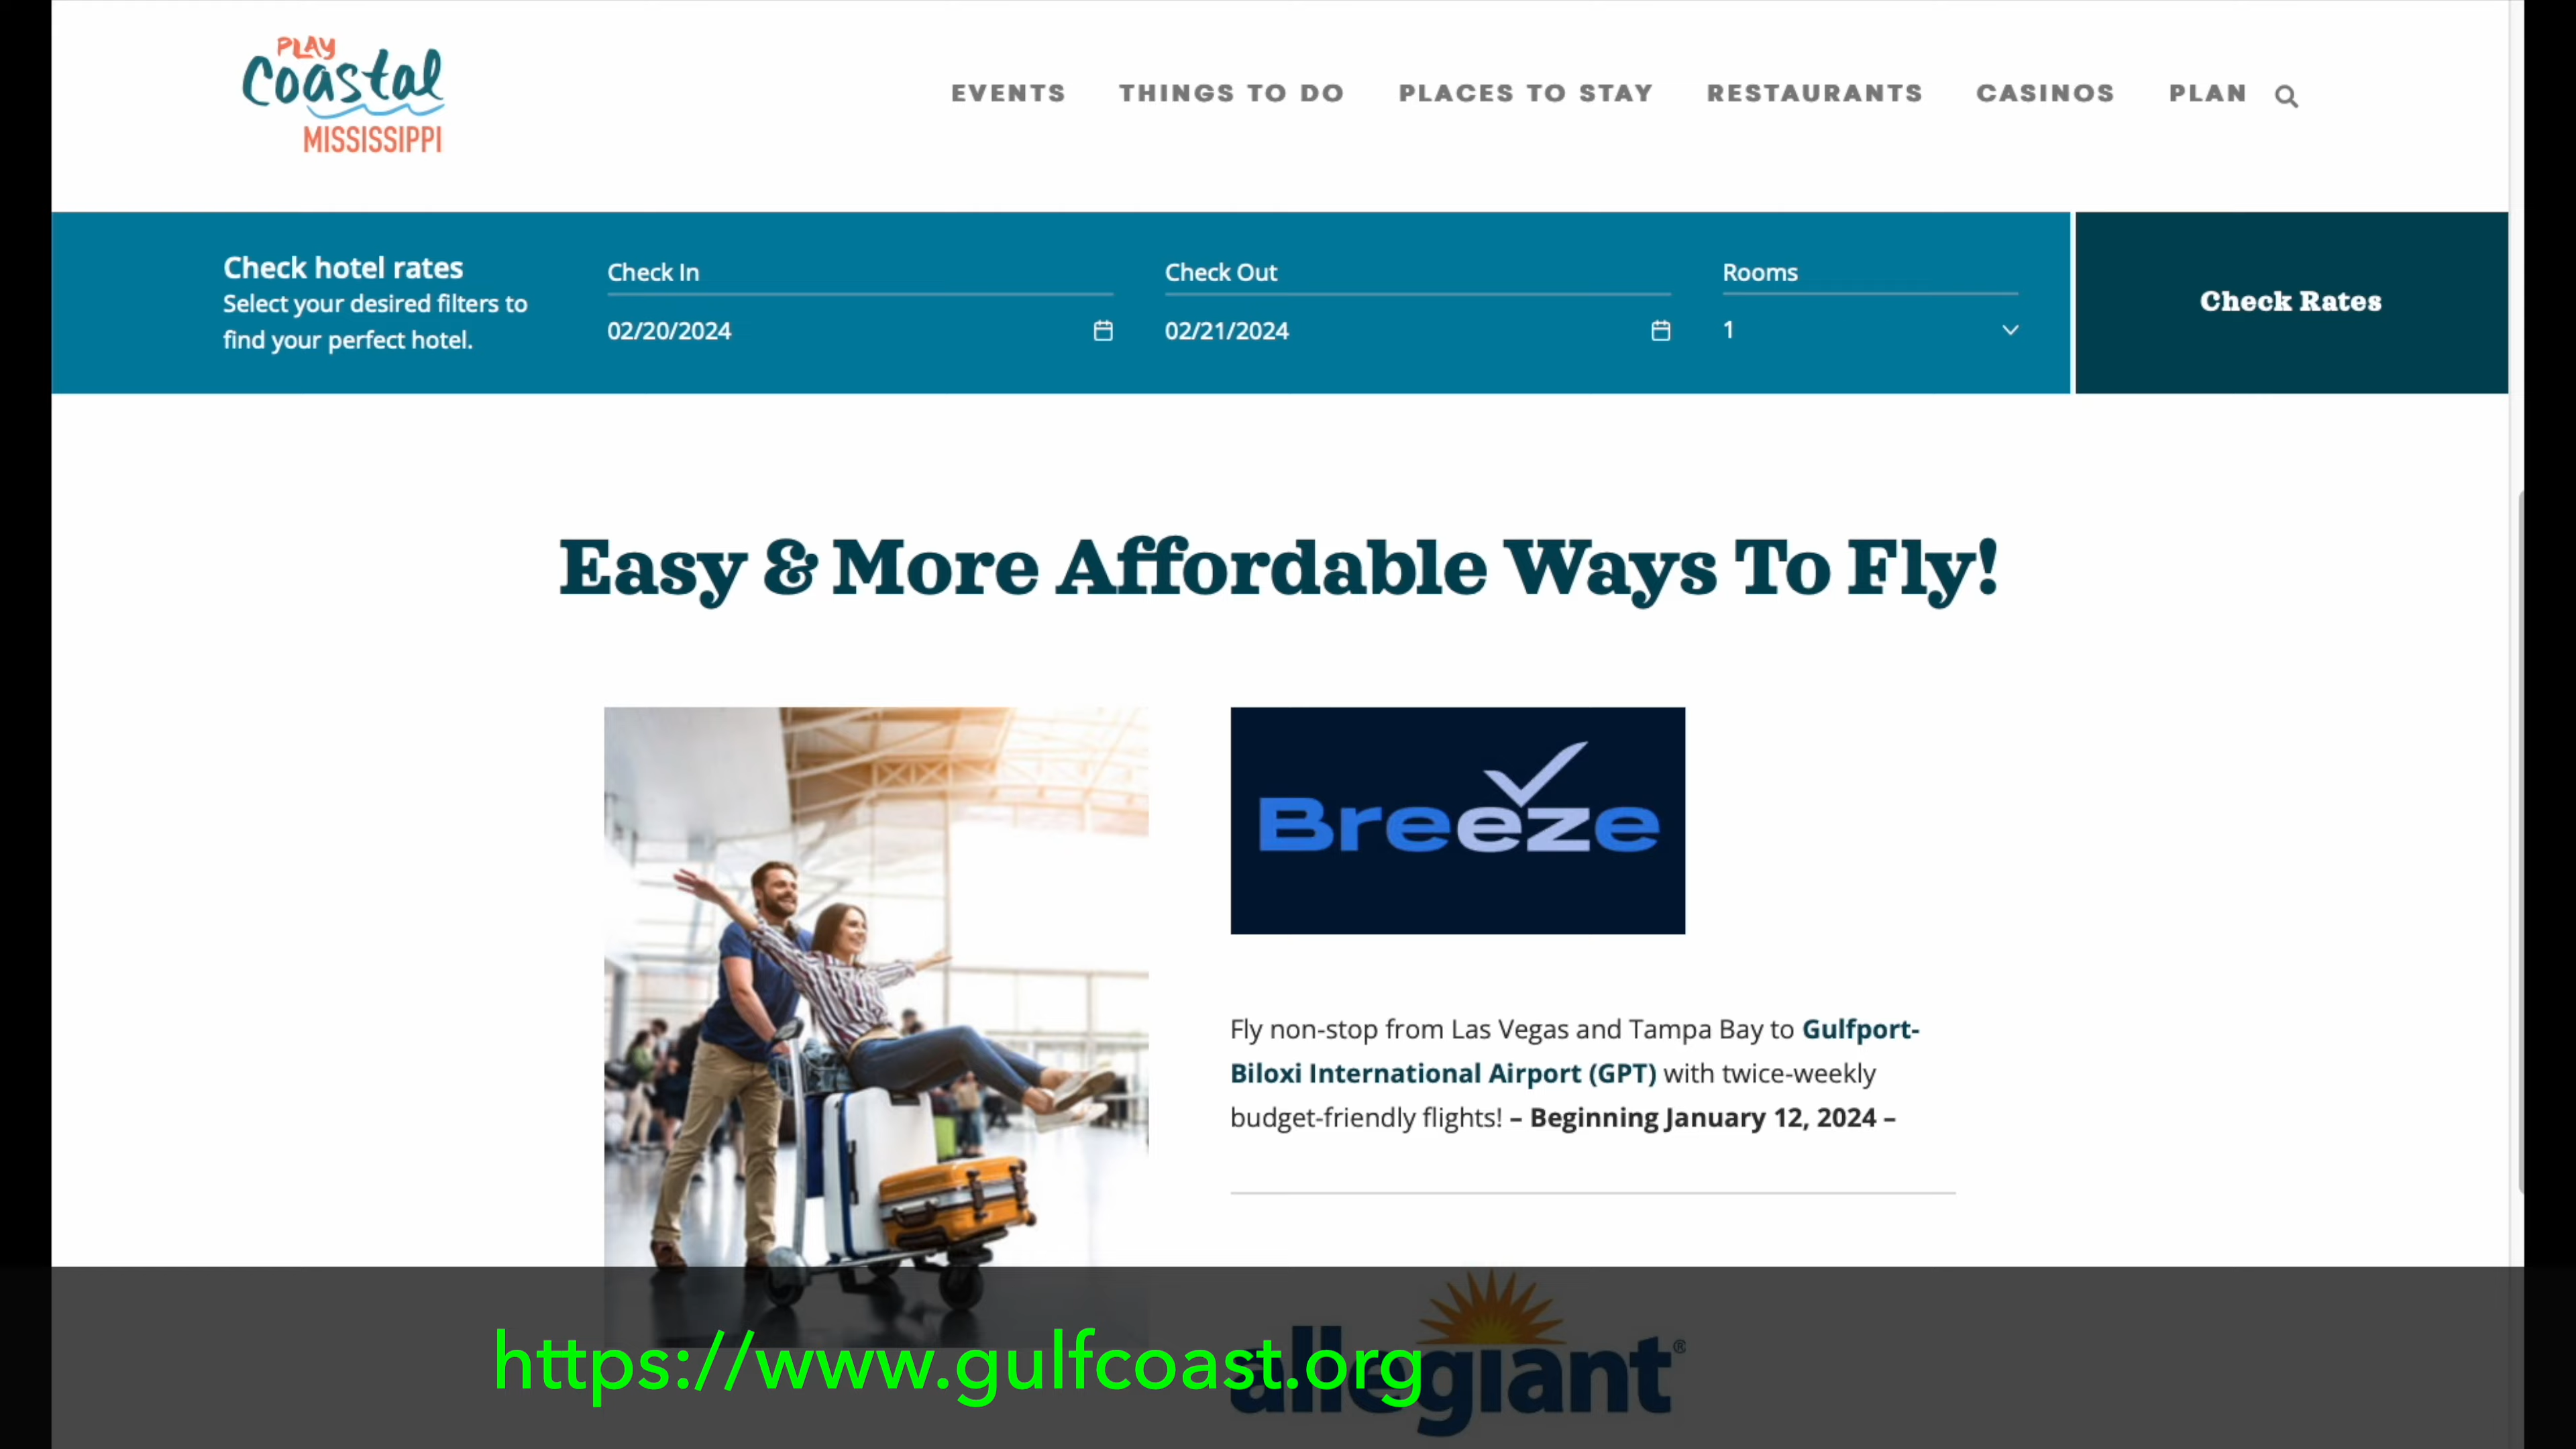 PLAY
Coastal
MISSISSIPPI
EVENTS THINGS TO DO PLACES TO STAY RESTAURANTS CASINOS PLAN
Check hotel rates
Select your desired filters to
find your perfect hotel.
Check In
02/20/2024
Check Out
02/21/2024
Rooms
1
Check Rates
Easy & More Affordable Ways To Fly!
Breeze
Fly non-stop from Las Vegas and Tampa Bay to Gulfport-
Biloxi International Airport (GPT) with twice-weekly
budget-friendly flights! – Beginning January 12, 2024 –
allegiant®
https://www.gulfcoast.org